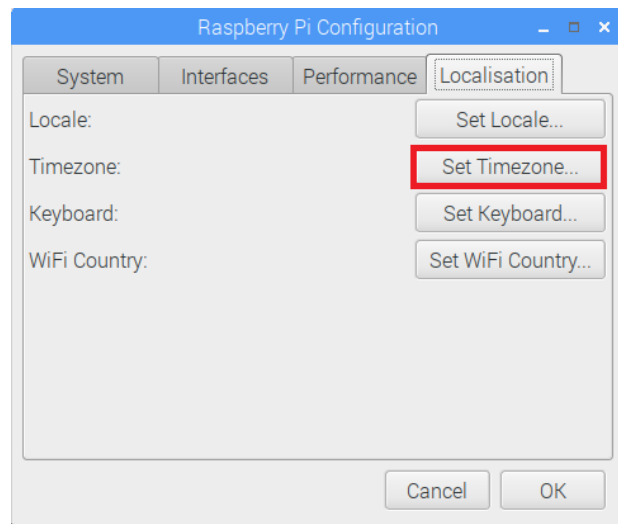 Raspberry Pi Configuration
System Interfaces Performance Localisation
Locale: Set Locale...
Timezone: Set Timezone...
Keyboard: Set Keyboard...
WiFi Country: Set WiFi Country...
Cancel OK